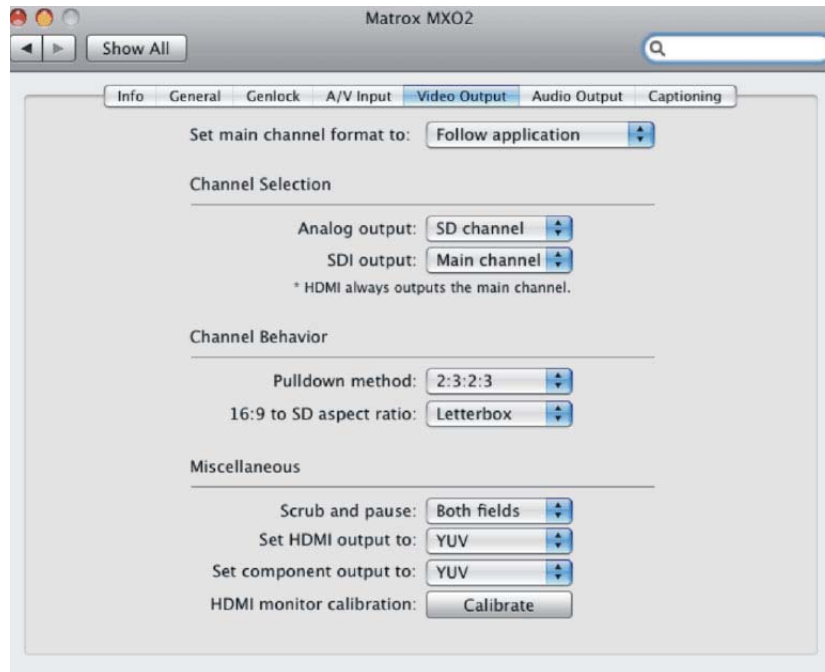 Matrox MXO2
Show All
Info General Genlock A/V Input Video Output Audio Output Captioning
Set main channel format to: Follow application
Channel Selection
Analog output: SD channel
SDI output: Main channel
* HDMI always outputs the main channel.
Channel Behavior
Pulldown method: 2:3:2:3
16:9 to SD aspect ratio: Letterbox
Miscellaneous
Scrub and pause: Both fields
Set HDMI output to: YUV
Set component output to: YUV
HDMI monitor calibration: Calibrate